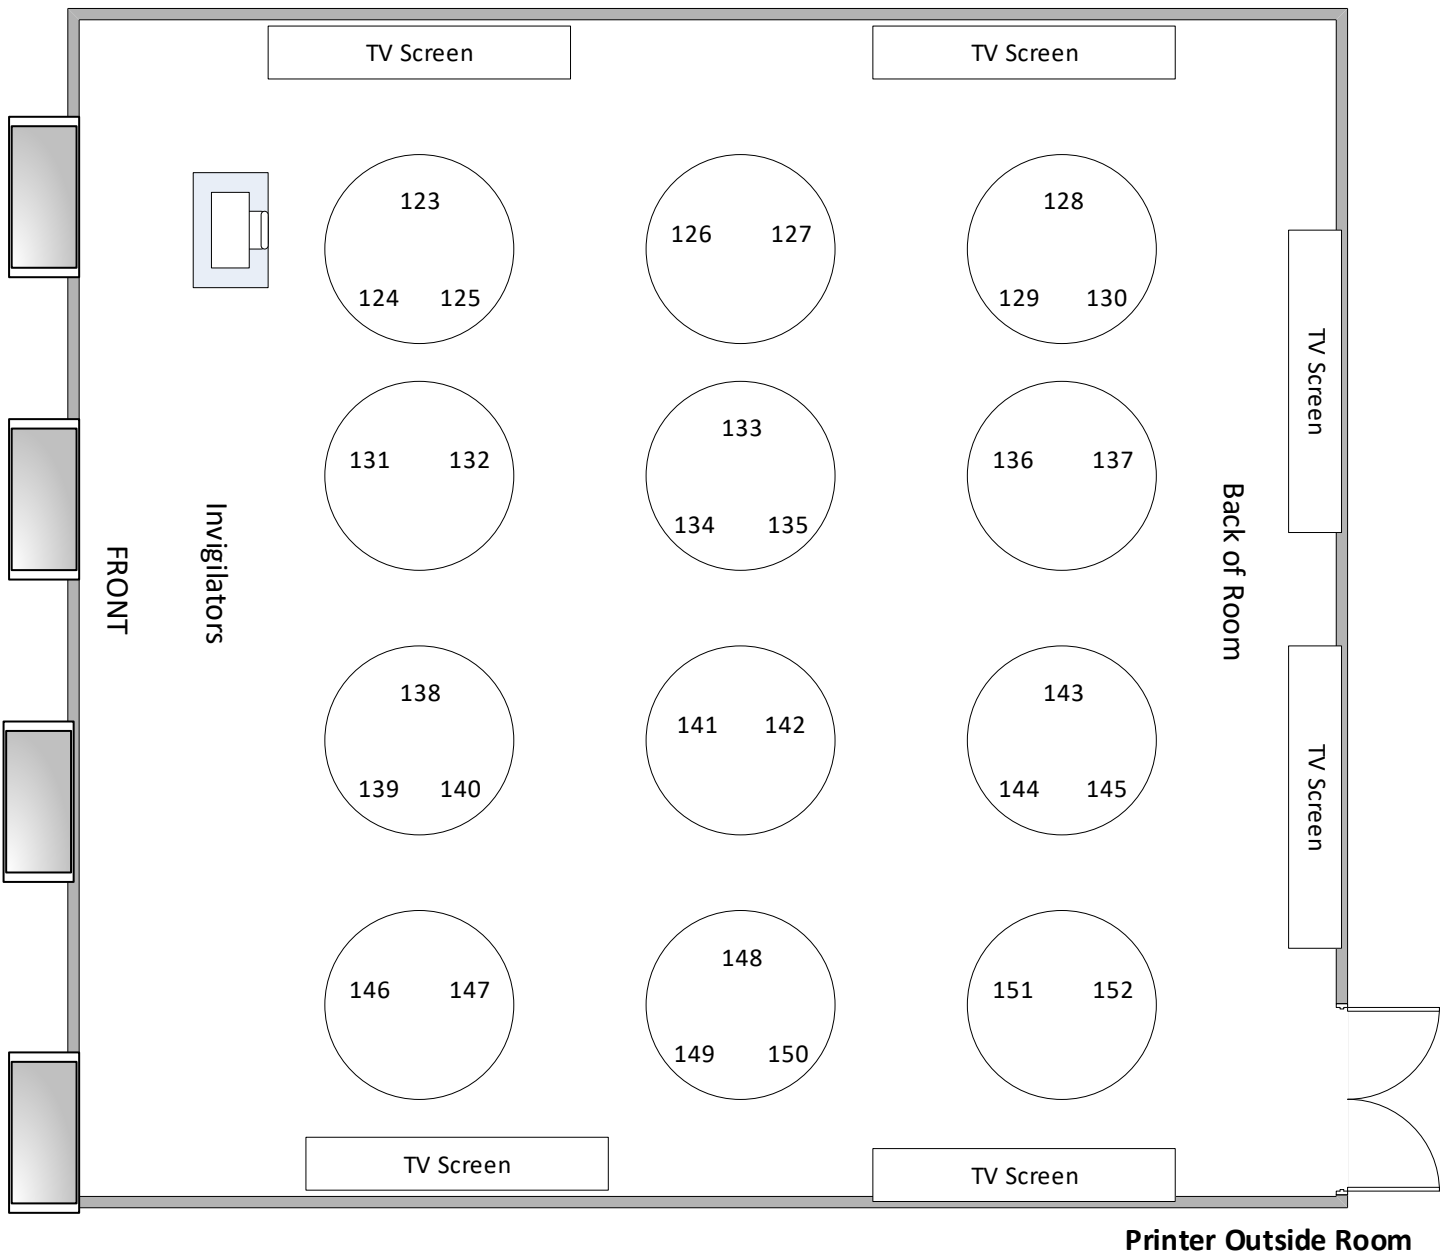 TV Screen
TV Screen
123
126 127
128
124 125
129 130
TV Screen
131 132
133
136 137
134 135
FRONT
Invigilators
Back of Room
138
141 142
143
139 140
144 145
TV Screen
146 147
148
151 152
149 150
TV Screen
TV Screen
Printer Outside Room